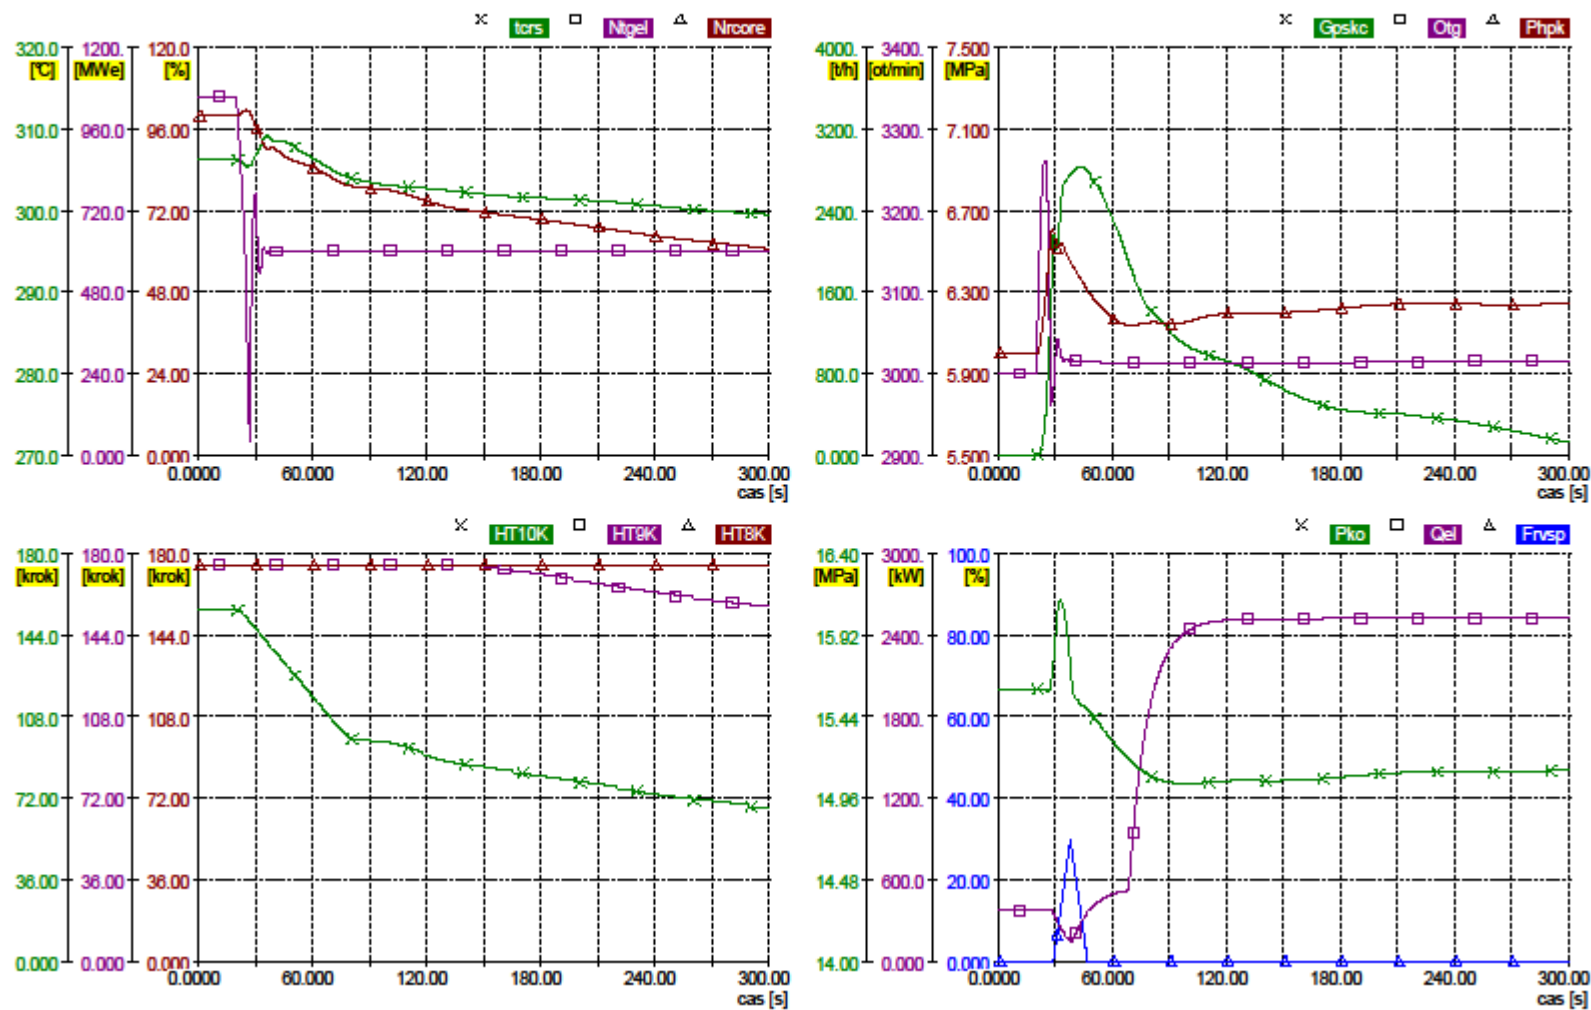 tcrs Ntgel Nrcore
320.0 1200. 120.0
[°C] [MWe] [%]
310.0 960.0 96.00
300.0 720.0 72.00
290.0 480.0 48.00
280.0 240.0 24.00
270.0 0.000 0.000
0.0000 60.000 120.00 180.00 240.00 300.00
cas [s]
Gpskc Otg Phpk
4000. 3400. 7.500
[t/h] [ot/min] [MPa]
3200. 3300. 7.100
2400. 3200. 6.700
1600. 3100. 6.300
800.0 3000. 5.900
0.000 2900. 5.500
0.0000 60.000 120.00 180.00 240.00 300.00
cas [s]
HT10K HT9K HT8K
180.0 180.0 180.0
[krok] [krok] [krok]
144.0 144.0 144.0
108.0 108.0 108.0
72.00 72.00 72.00
36.00 36.00 36.00
0.000 0.000 0.000
0.0000 60.000 120.00 180.00 240.00 300.00
cas [s]
Pko Qel Frvsp
16.40 3000. 100.0
[MPa] [kW] [%]
15.92 2400. 80.00
15.44 1800. 60.00
14.96 1200. 40.00
14.48 600.0 20.00
14.00 0.000 0.000
0.0000 60.000 120.00 180.00 240.00 300.00
cas [s]